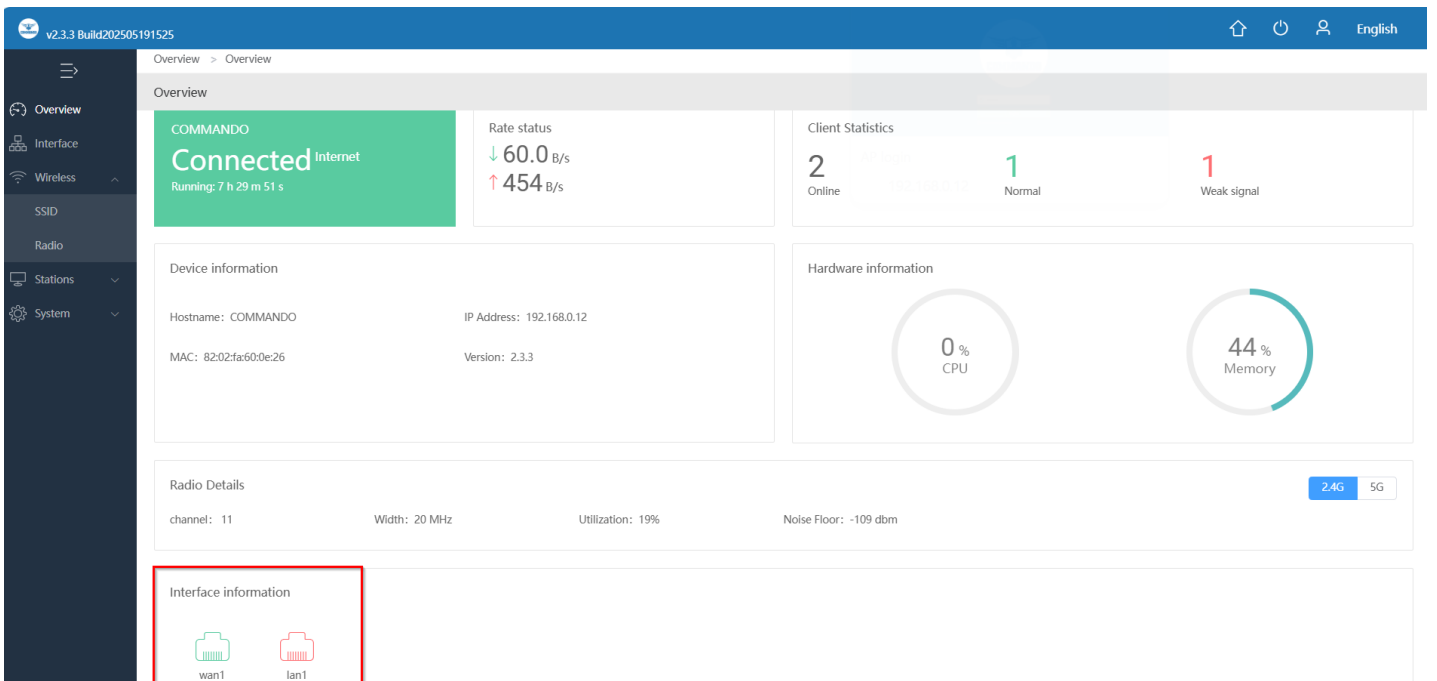 v2.3.3 Build202505191525
English
Overview > Overview
Overview
Overview
Interface
Wireless
SSID
Radio
Stations
System
COMMANDO
Connected Internet
Running: 7 h 29 m 51 s
Rate status
↓ 60.0 B/s
↑ 454 B/s
Client Statistics
2 1 1
Online Normal Weak signal
Device information
Hostname: COMMANDO IP Address: 192.168.0.12
MAC: 82:02:fa:60:0e:26 Version: 2.3.3
Hardware information
0 % 44 %
CPU Memory
Radio Details
2.4G 5G
channel: 11 Width: 20 MHz Utilization: 19% Noise Floor: -109 dbm
Interface information
wan1 lan1